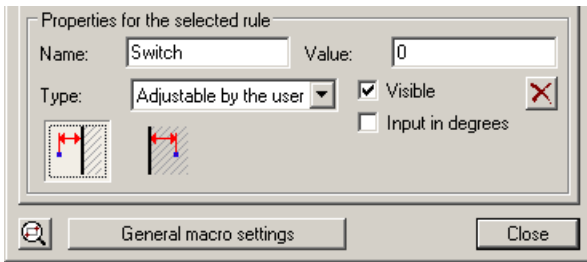 Properties for the selected rule
Name: Switch Value: 0
Type: Adjustable by the user Visible
Input in degrees
General macro settings Close